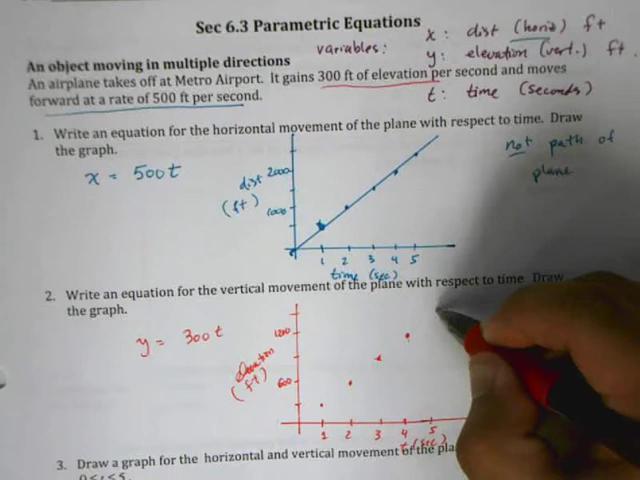 Sec 6.3 Parametric Equations
variables: x: dist (horiz) ft
y: elevation (vert.) ft.
t: time (seconds)
An object moving in multiple directions
An airplane takes off at Metro Airport. It gains 300 ft of elevation per second and moves
forward at a rate of 500 ft per second.
1. Write an equation for the horizontal movement of the plane with respect to time. Draw
the graph.
x = 500t
dist
(ft)
2000
1000
1 2 3 4 5
time (sec)
not path of
plane
2. Write an equation for the vertical movement of the plane with respect to time. Draw
the graph.
y = 300t
elevation
(ft)
1200
600
1 2 3 4 5
t (sec)
3. Draw a graph for the horizontal and vertical movement of the